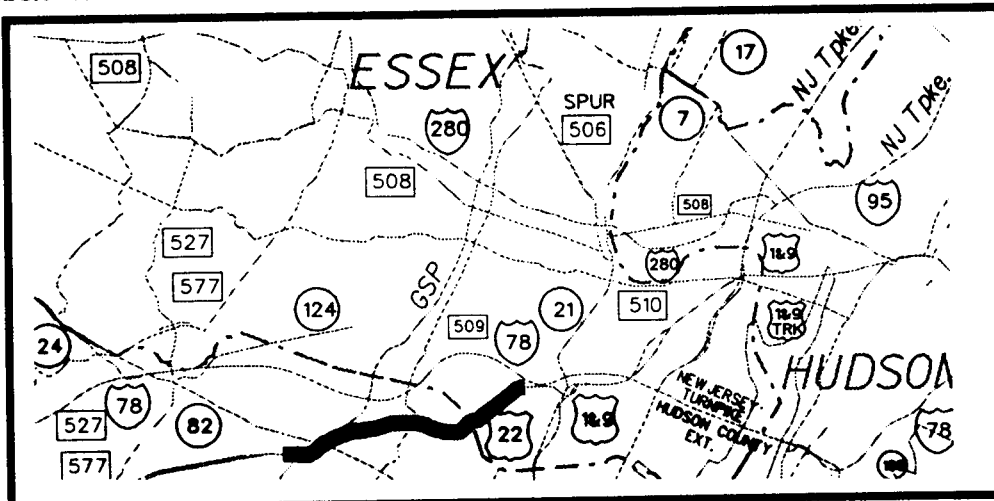 508
ESSEX
17
NJ Tpke.
280
SPUR
506
7
NJ Tpke.
508
508
95
527
1&9
280
577
GSP
124
21
510
509
78
1&9
TRK
24
HUDSON
78
527
82
22
1&9
NEW JERSEY
TURNPIKE
HUDSON COUNTY
EXT.
78
577